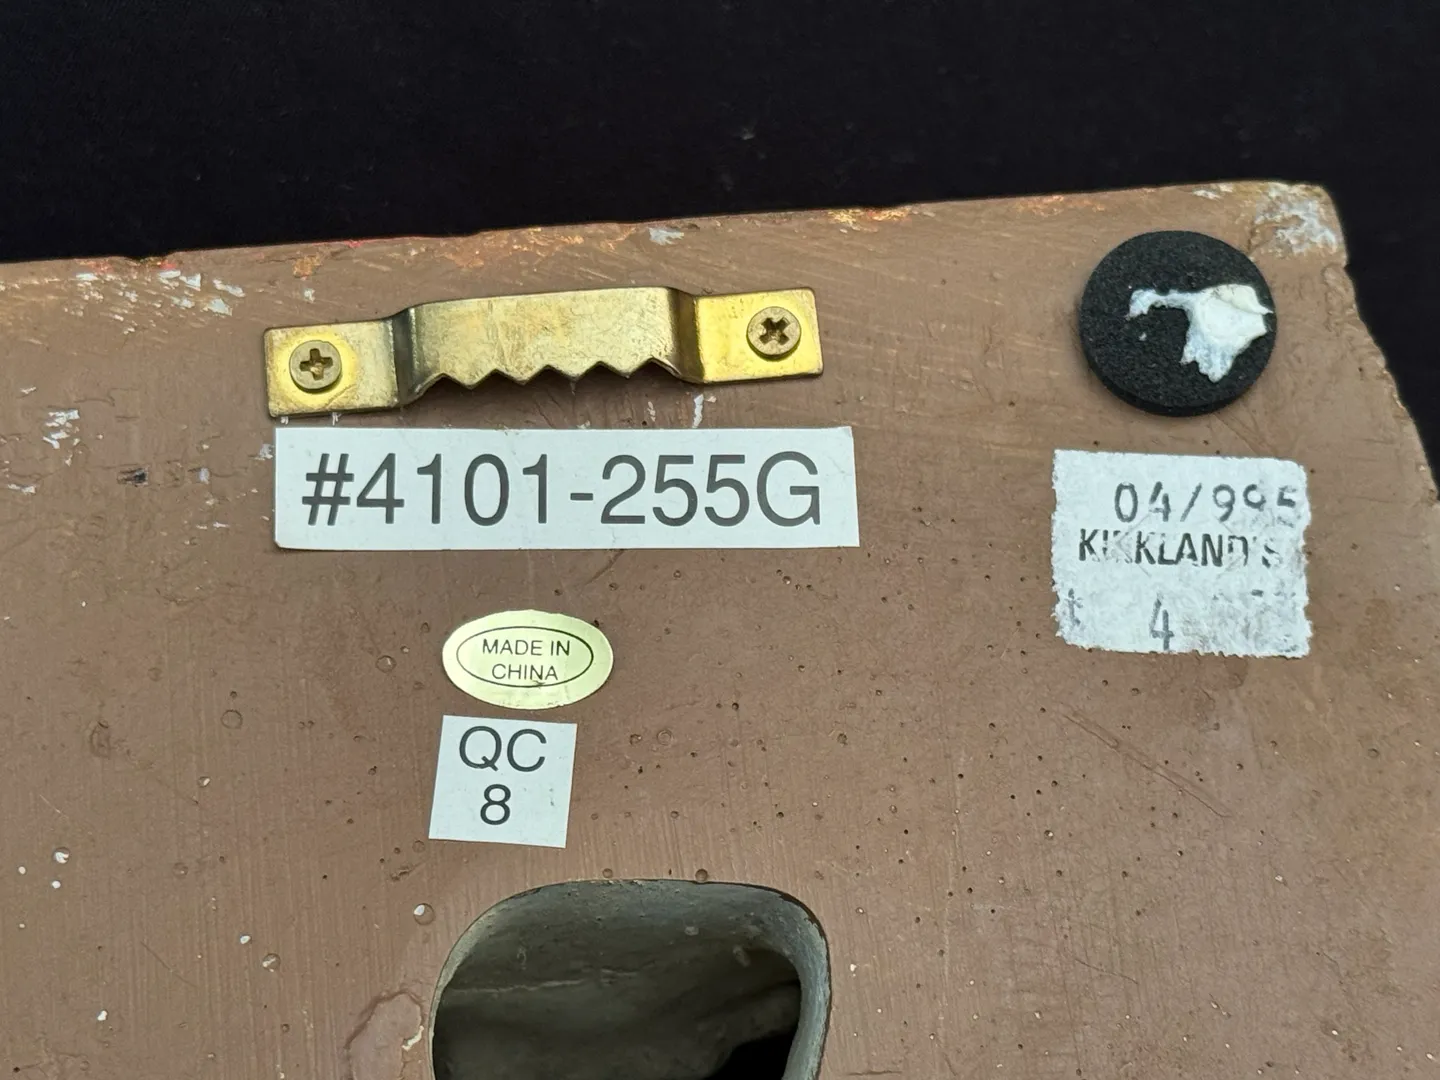 #4101-255G
MADE IN
CHINA
QC
8
04/995
KIRKLAND'S
4